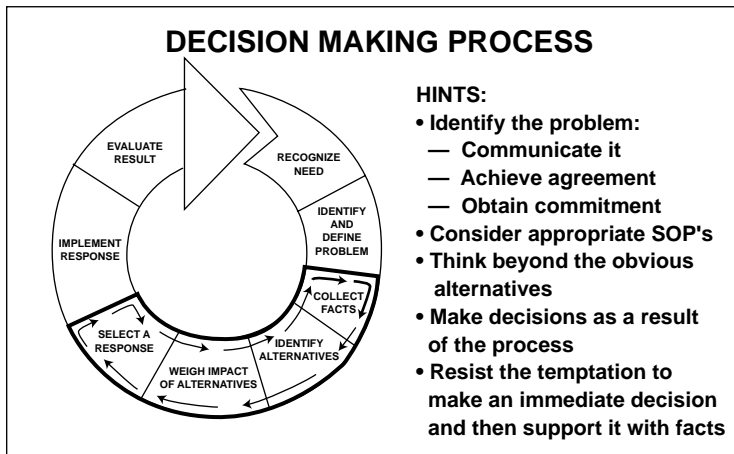 DECISION MAKING PROCESS
EVALUATE
RESULT
RECOGNIZE
NEED
IDENTIFY
AND
DEFINE
PROBLEM
COLLECT
FACTS
IDENTIFY
ALTERNATIVES
WEIGH IMPACT
OF ALTERNATIVES
SELECT A
RESPONSE
IMPLEMENT
RESPONSE
HINTS:
• Identify the problem:
— Communicate it
— Achieve agreement
— Obtain commitment
• Consider appropriate SOP's
• Think beyond the obvious
alternatives
• Make decisions as a result
of the process
• Resist the temptation to
make an immediate decision
and then support it with facts